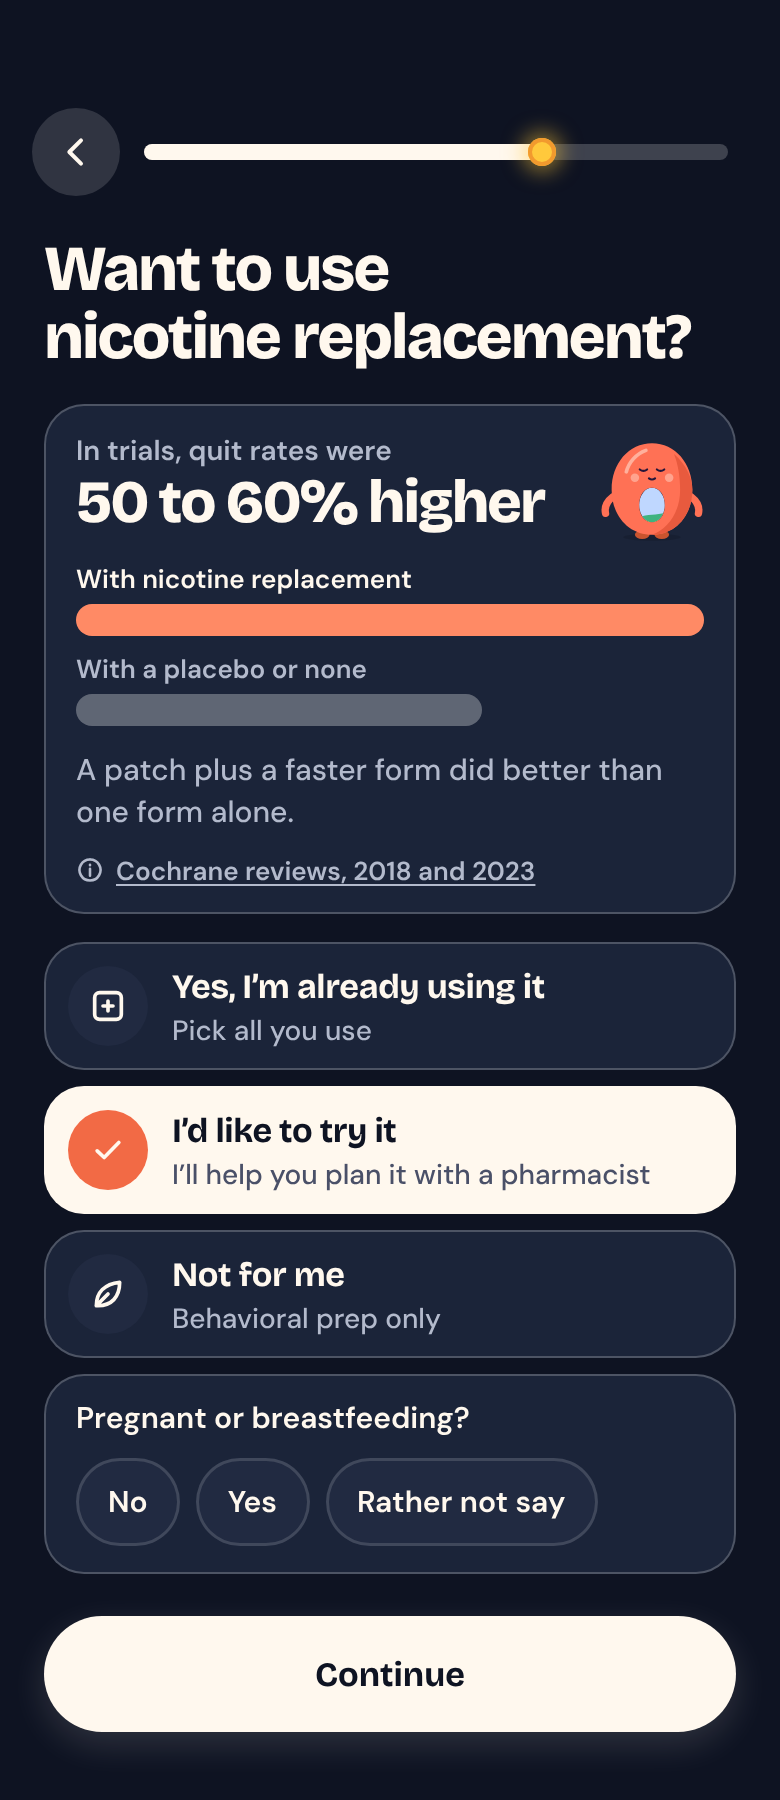 Want to use
nicotine replacement?
In trials, quit rates were
50 to 60% higher
With nicotine replacement
With a placebo or none
A patch plus a faster form did better than
one form alone.
Cochrane reviews, 2018 and 2023
Yes, I’m already using it
Pick all you use
I’d like to try it
I’ll help you plan it with a pharmacist
Not for me
Behavioral prep only
Pregnant or breastfeeding?
No
Yes
Rather not say
Continue